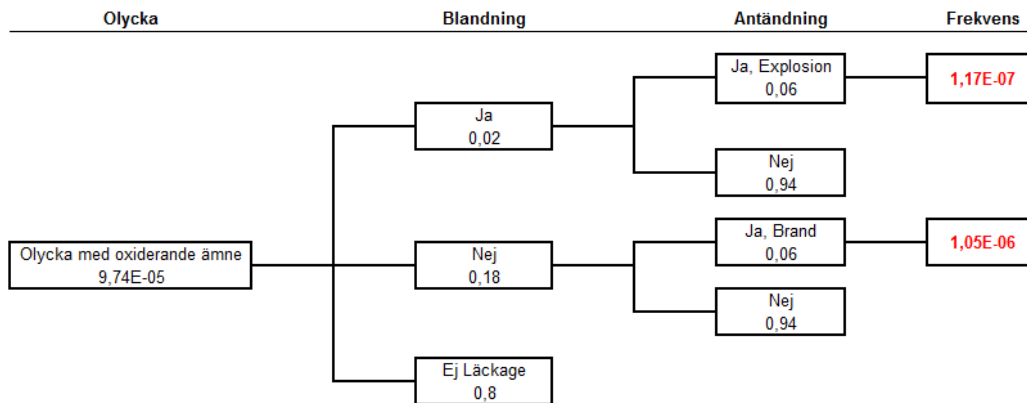 Olycka Blandning Antändning Frekvens
Ja, Explosion
0,06
1,17E-07
Ja
0,02
Nej
0,94
Olycka med oxiderande ämne
9,74E-05
Nej
0,18
Ja, Brand
0,06
1,05E-06
Nej
0,94
Ej Läckage
0,8